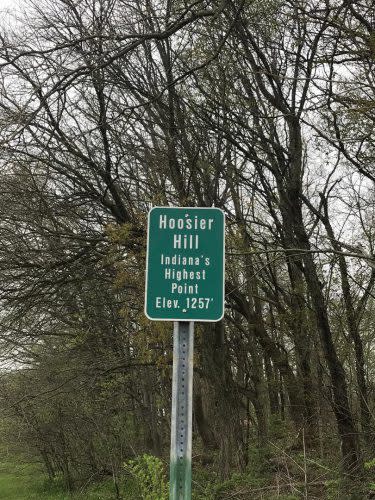 Hoosier
Hill
Indiana's
Highest
Point
Elev. 1257'